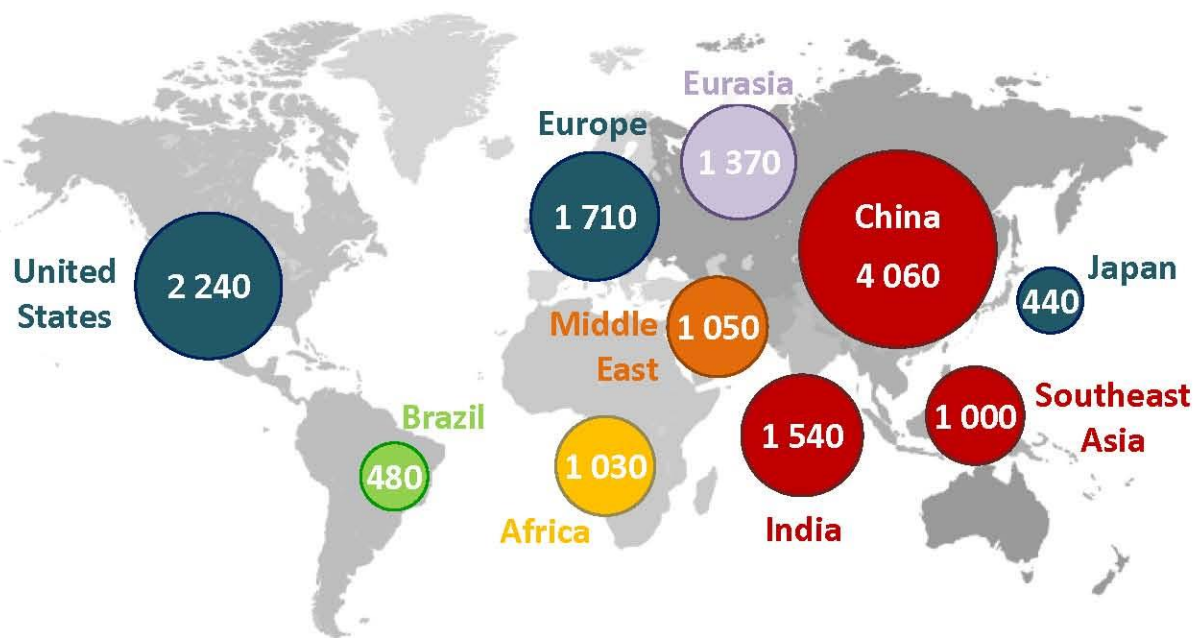 Eurasia
1 370
Europe
1 710
China
4 060
United
States
2 240
Japan
440
Middle
East
1 050
Brazil
480
Africa
1 030
India
1 540
Southeast
Asia
1 000